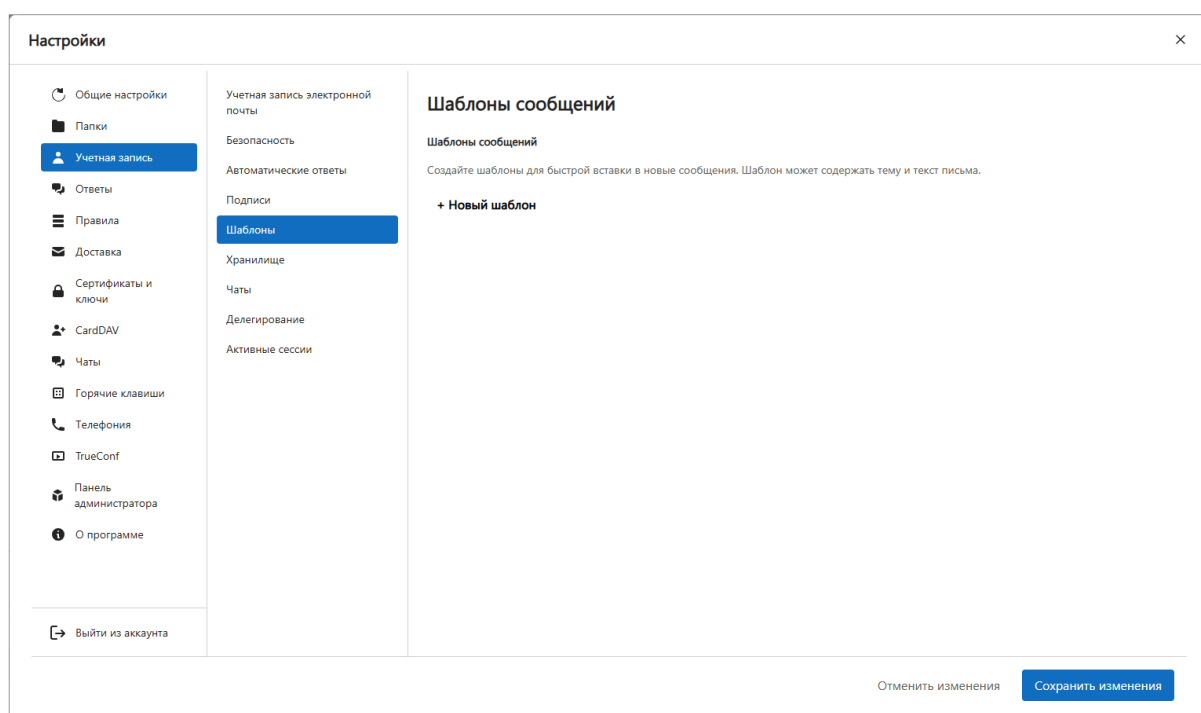 Настройки
Общие настройки
Папки
Учетная запись
Ответы
Правила
Доставка
Сертификаты и
ключи
CardDAV
Чаты
Горячие клавиши
Телефония
TrueConf
Панель
администратора
О программе
Выйти из аккаунта
Учетная запись электронной
почты
Безопасность
Автоматические ответы
Подписи
Шаблоны
Хранилище
Чаты
Делегирование
Активные сессии
Шаблоны сообщений
Шаблоны сообщений
Создайте шаблоны для быстрой вставки в новые сообщения. Шаблон может содержать тему и текст письма.
+ Новый шаблон
Отменить изменения
Сохранить изменения